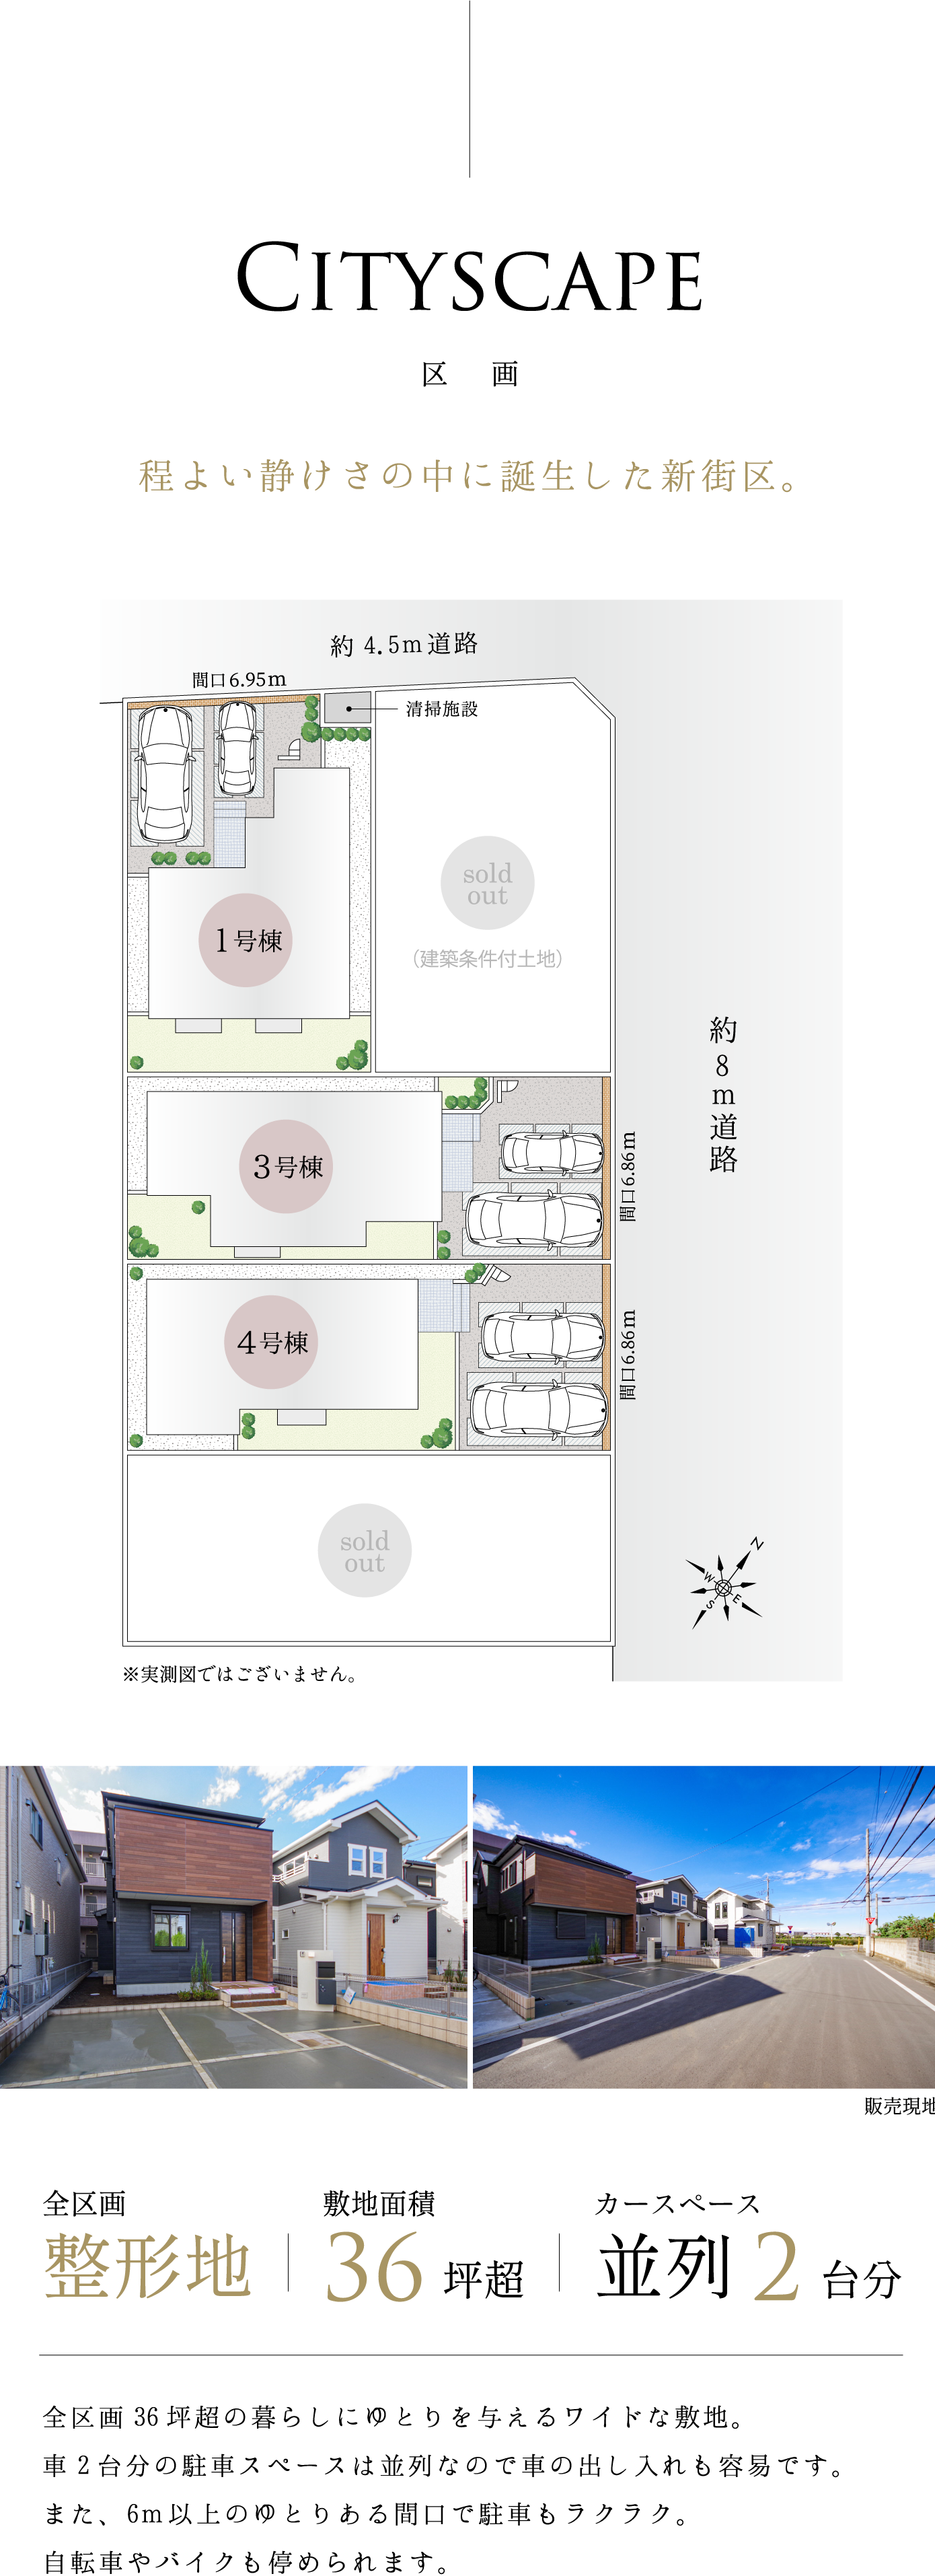 CITYSCAPE
区 画
程よい静けさの中に誕生した新街区。
約 4.5m 道路
間口6.95m
清掃施設
sold
out
(建築条件付土地)
1号棟
約8m道路
3号棟
間口6.86m
4号棟
間口6.86m
sold
out
N
W
E
S
※実測図ではございません。
販売現地
全区画
整形地
敷地面積
36 坪超
カースペース
並列 2 台分
全区画 36 坪超の暮らしにゆとりを与えるワイドな敷地。
車 2 台分の駐車スペースは並列なので車の出し入れも容易です。
また、6m 以上のゆとりある間口で駐車もラクラク。
自転車やバイクも停められます。